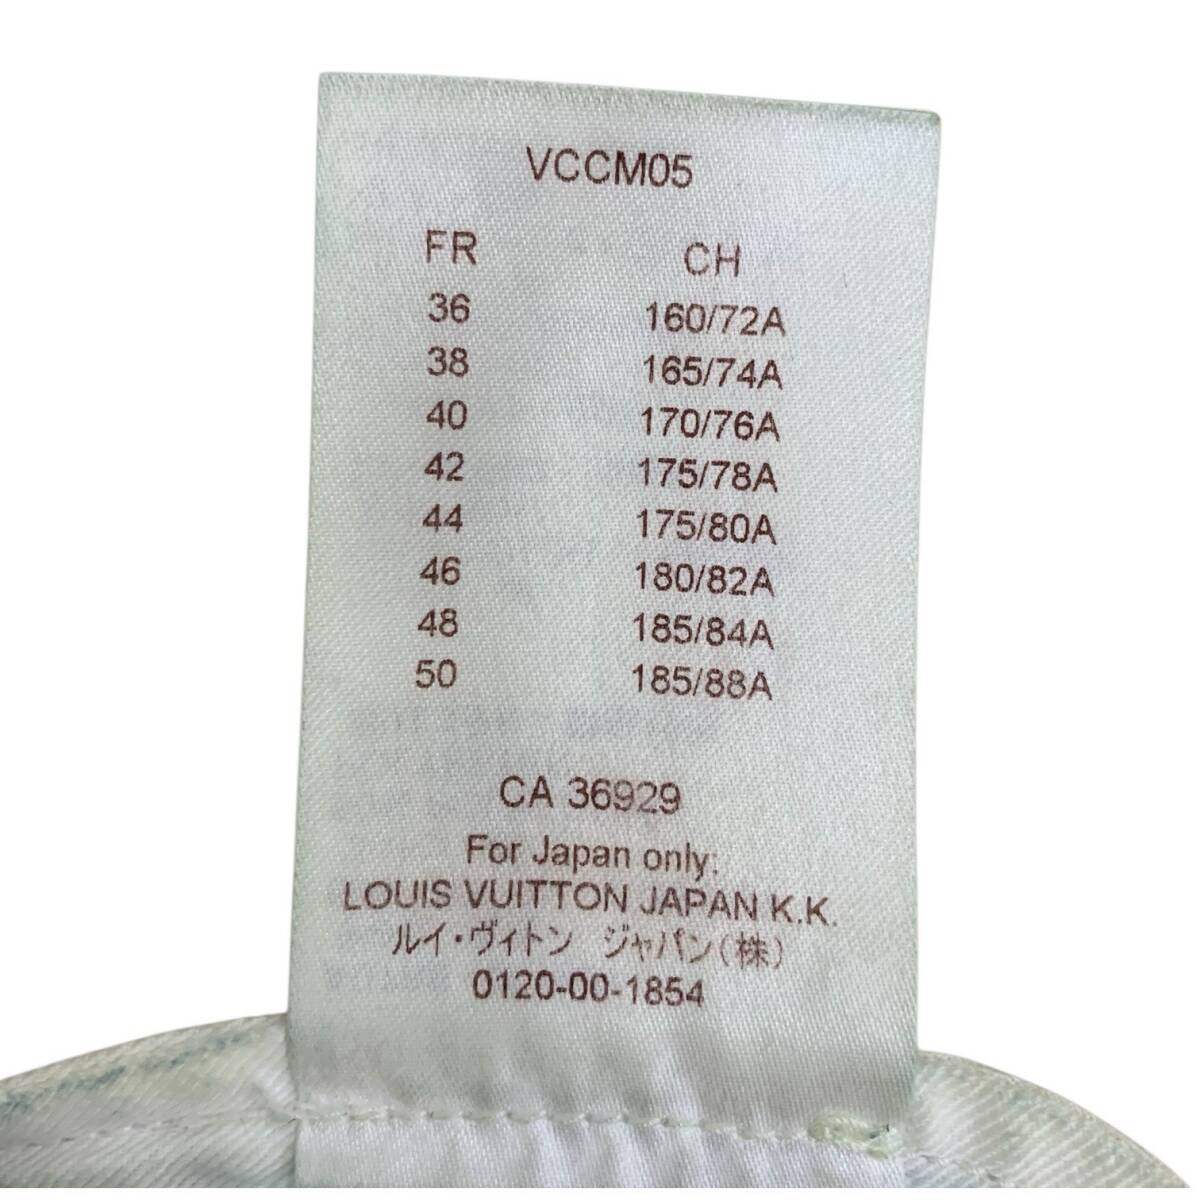 VCCM05
FR CH
36 160/72A
38 165/74A
40 170/76A
42 175/78A
44 175/80A
46 180/82A
48 185/84A
50 185/88A
CA 36929
For Japan only:
LOUIS VUITTON JAPAN K.K.
ルイ・ヴィトン ジャパン(株)
0120-00-1854